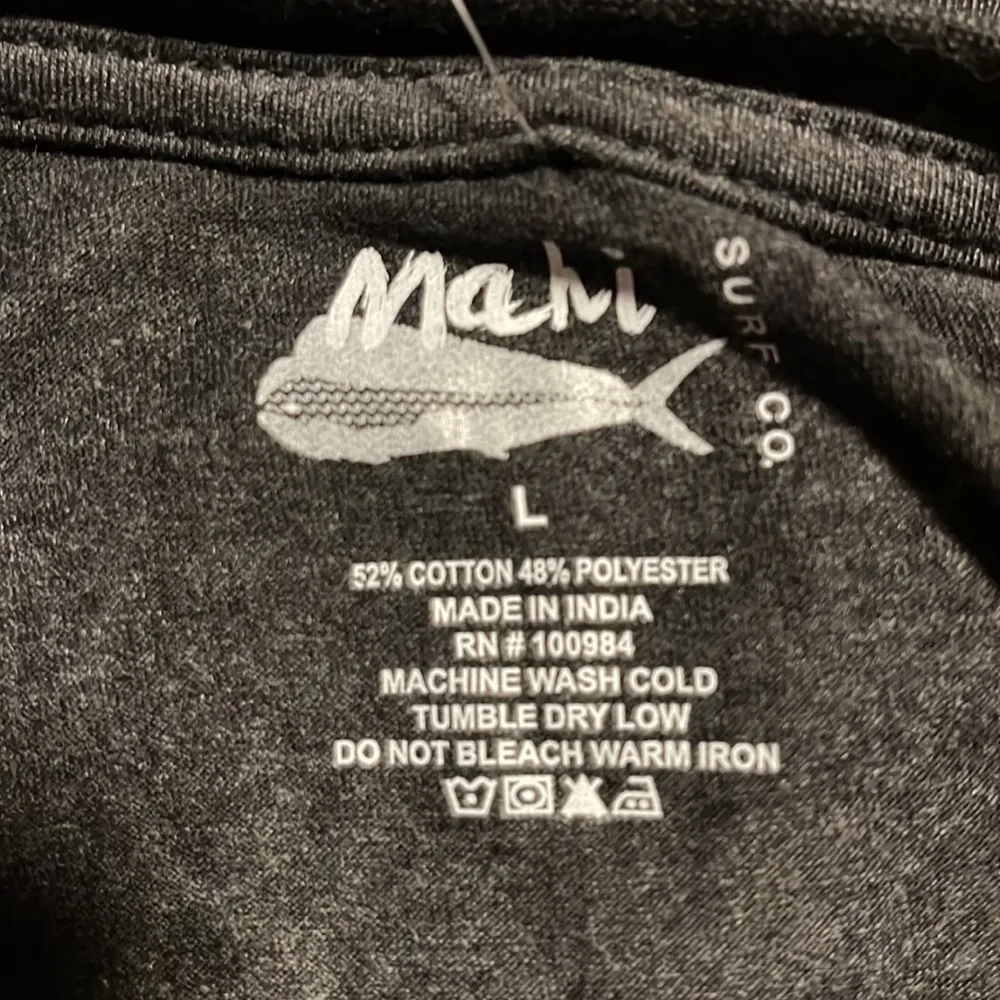 Mahi
SURF CO.
L
52% COTTON 48% POLYESTER
MADE IN INDIA
RN # 100984
MACHINE WASH COLD
TUMBLE DRY LOW
DO NOT BLEACH WARM IRON